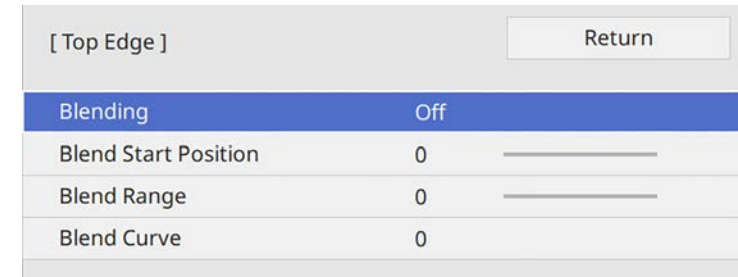 [ Top Edge ] Return
Blending Off
Blend Start Position 0
Blend Range 0
Blend Curve 0